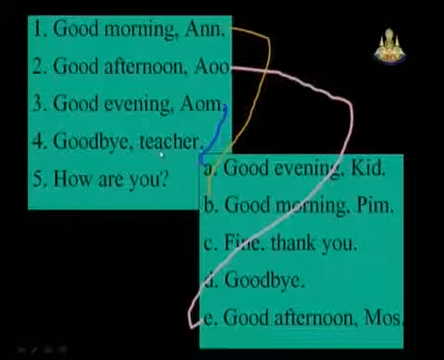 1. Good morning, Ann.
2. Good afternoon, Aoo
3. Good evening, Aom.
4. Goodbye, teacher.
5. How are you?
a. Good evening, Kid.
b. Good morning, Pim.
c. Fine. thank you.
d. Goodbye.
e. Good afternoon, Mos.